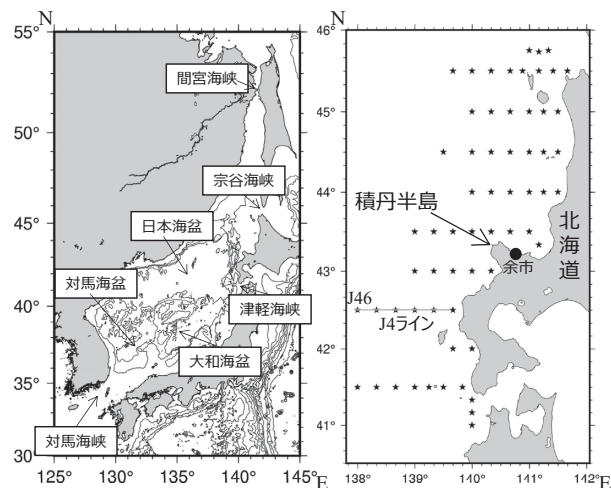 N
55°
50°
45°
40°
35°
30°
125°
130°
135°
140°
145°
E
間宮海峡
宗谷海峡
日本海盆
対馬海盆
津軽海峡
大和海盆
対馬海峡
N
46°
45°
44°
43°
42°
41°
138°
139°
140°
141°
142°
E
積丹半島
北海道
余市
J46
J4ライン